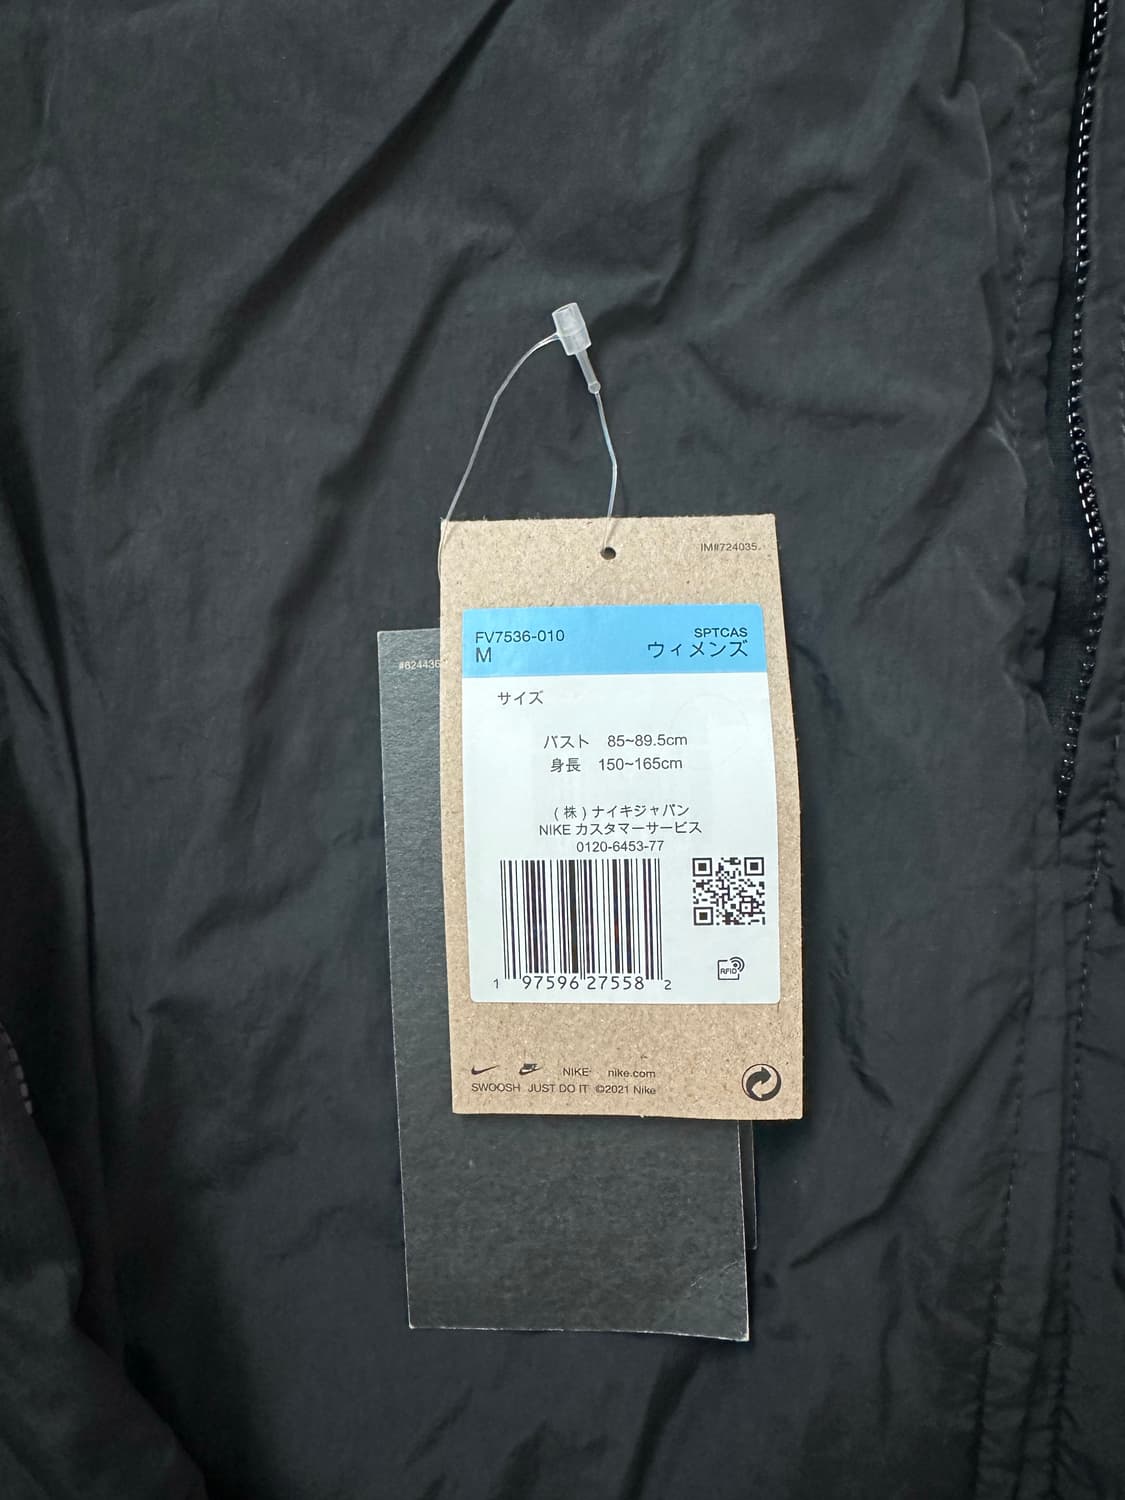 IM#724035.
#624436
FV7536-010
SPTCAS
M
ウィメンズ
サイズ
バスト 85~89.5cm
身長 150~165cm
(株)ナイキジャパン
NIKE カスタマーサービス
0120-6453-77
1 97596 27558 2
RFID
NIKE nike.com
SWOOSH JUST DO IT ©2021 Nike